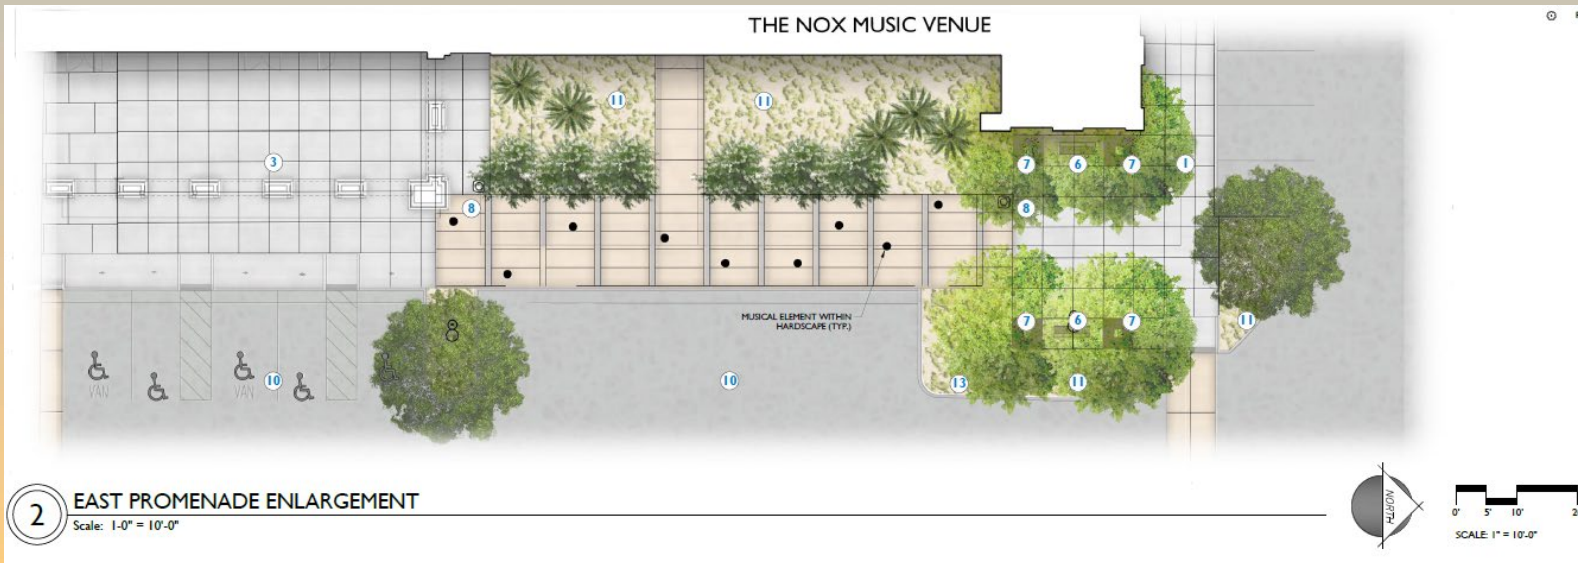 THE NOX MUSIC VENUE
11
11
3
7
6
7
1
8
8
MUSICAL ELEMENT WITHIN
HARDSCAPE (TYP.)
7
6
7
11
VAN
VAN
10
10
13
11
2
EAST PROMENADE ENLARGEMENT
Scale: 1-0" = 10'-0"
NORTH
0' 5' 10'
SCALE: 1" = 10'-0"